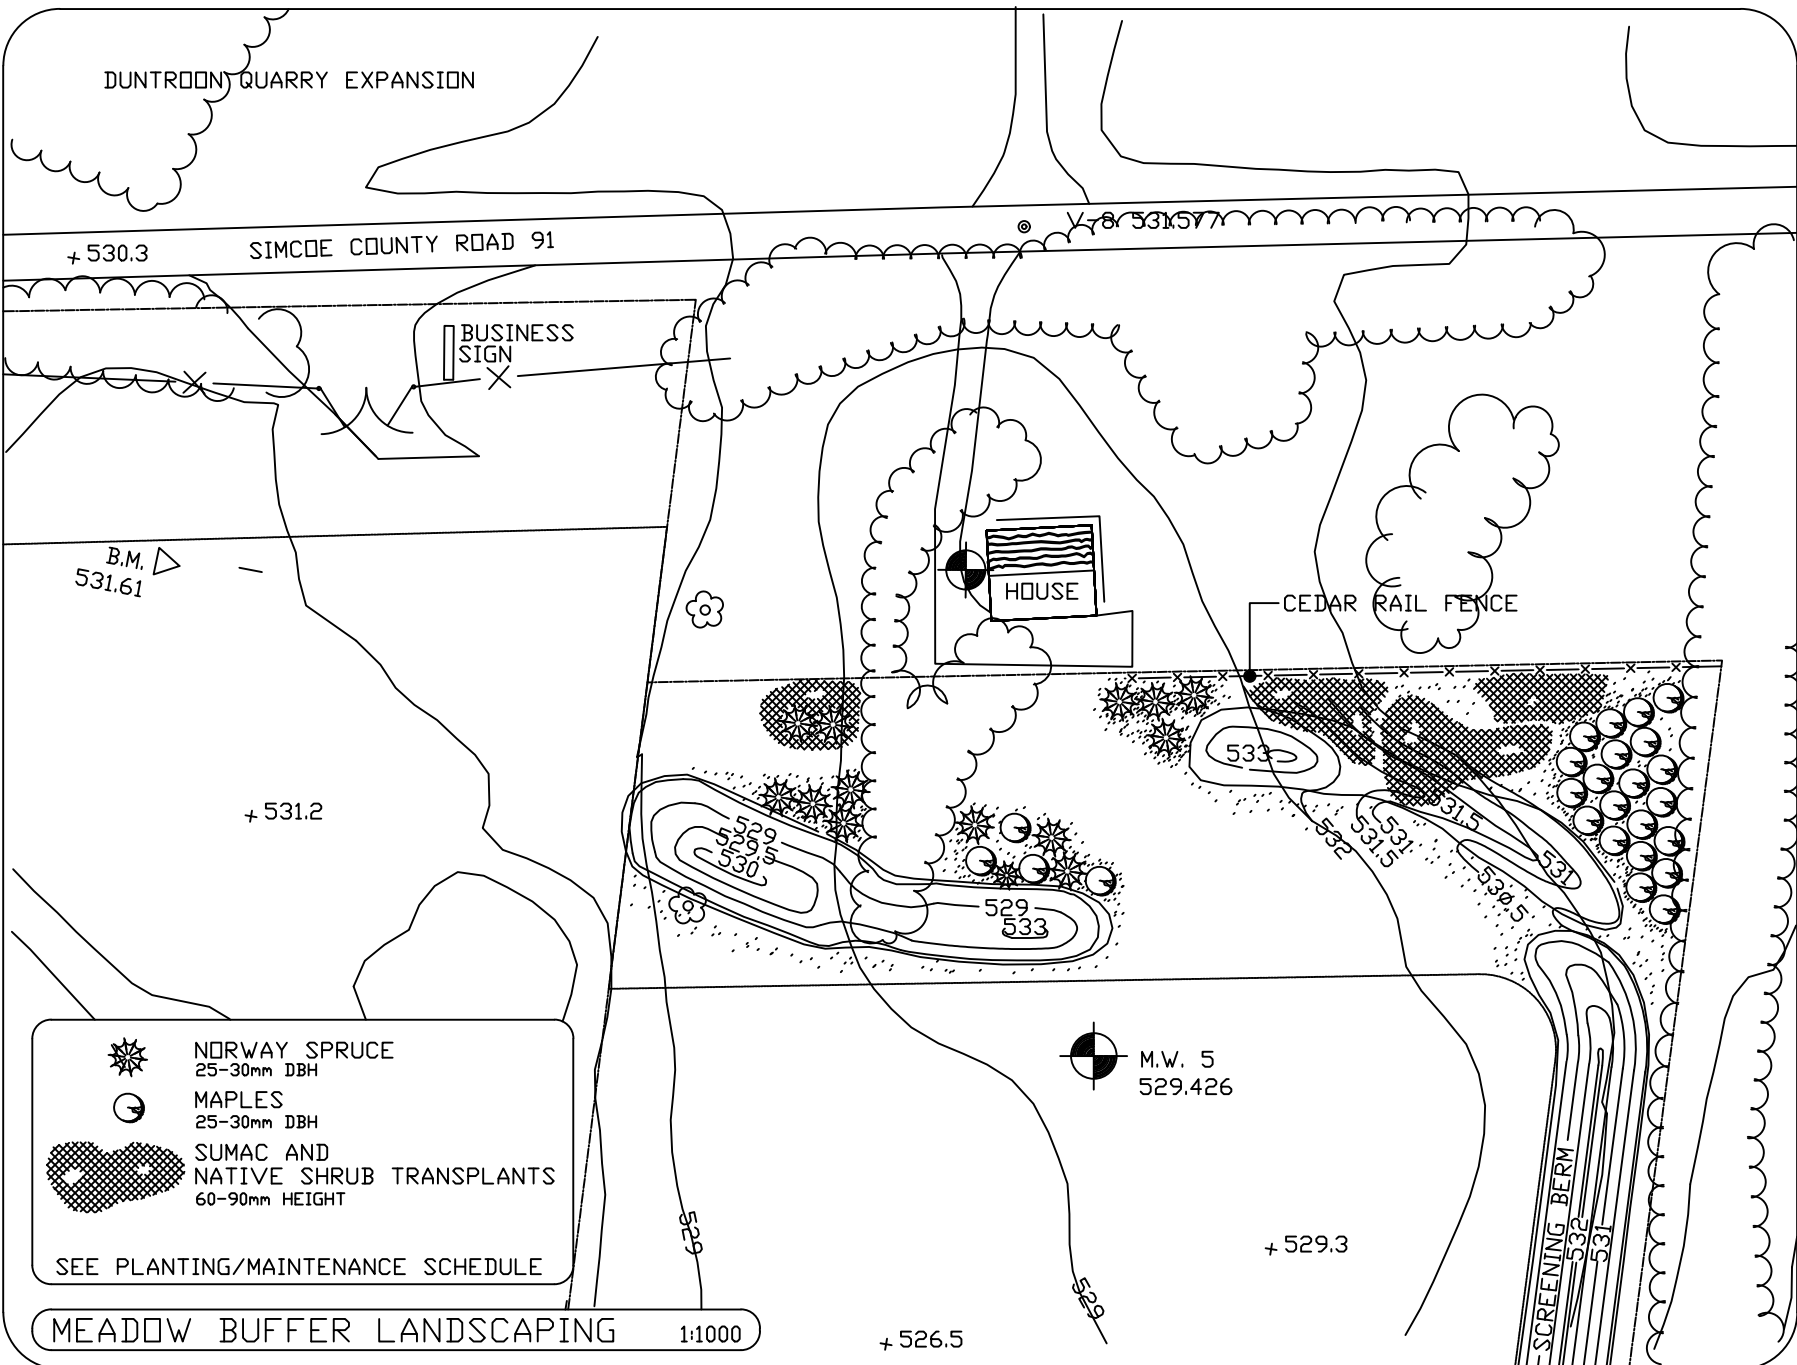 DUNTROON QUARRY EXPANSION
V-8 531.577
+530.3
SIMCOE COUNTY ROAD 91
BUSINESS
SIGN
B.M.
531.61
HOUSE
CEDAR RAIL FENCE
533
+531.2
529
529.5
530
531.5
531
531.5
532
531
530.5
529
533
M.W. 5
529.426
NORWAY SPRUCE
25-30mm DBH
MAPLES
25-30mm DBH
SUMAC AND
NATIVE SHRUB TRANSPLANTS
60-90mm HEIGHT
SEE PLANTING/MAINTENANCE SCHEDULE
529
529
+529.3
SCREENING BERM
532
531
MEADOW BUFFER LANDSCAPING 1:1000
+526.5